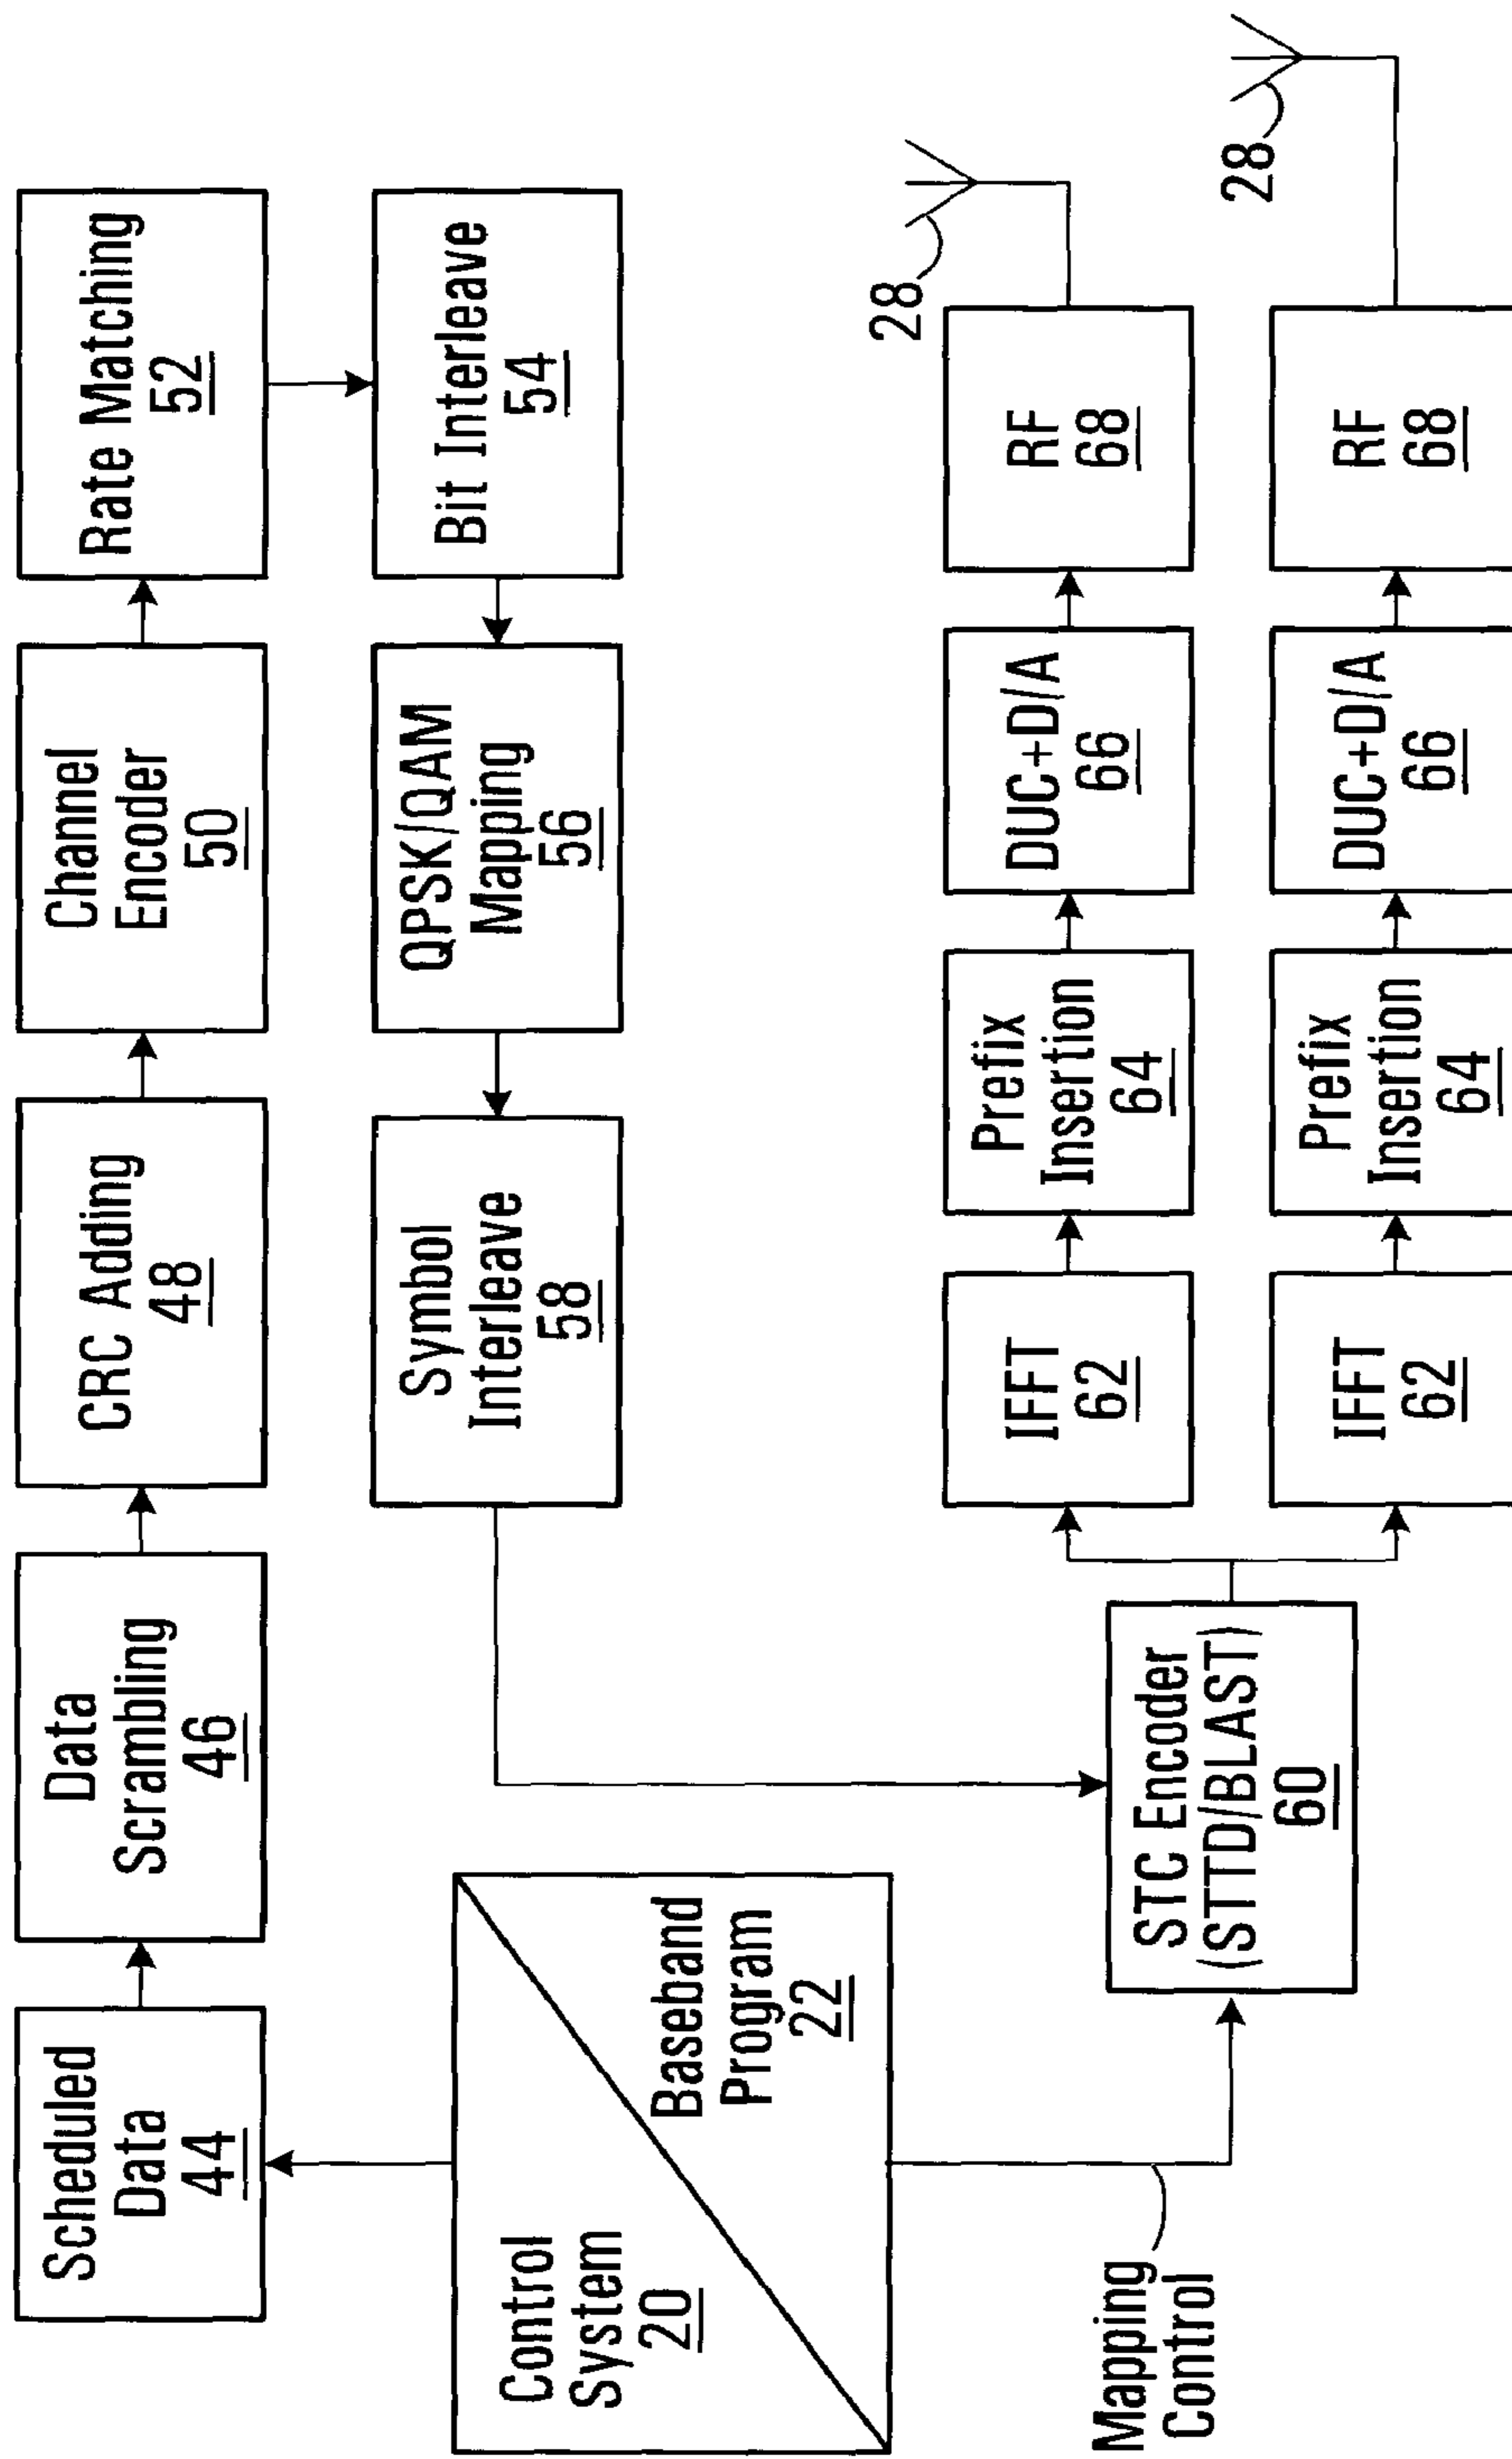 Scheduled
Data
44
Data
Scrambling
46
CRC Adding
48
Channel
Encoder
50
Rate Matching
52
Control
System
20
Baseband
Program
22
Symbol
Interleave
58
QPSK/QAM
Mapping
56
Bit Interleave
54
Mapping
Control
STC Encoder
(STTD/BLAST)
60
IFFT
62
Prefix
Insertion
64
DUC+D/A
66
RF
68
28
IFFT
62
Prefix
Insertion
64
DUC+D/A
66
RF
68
28